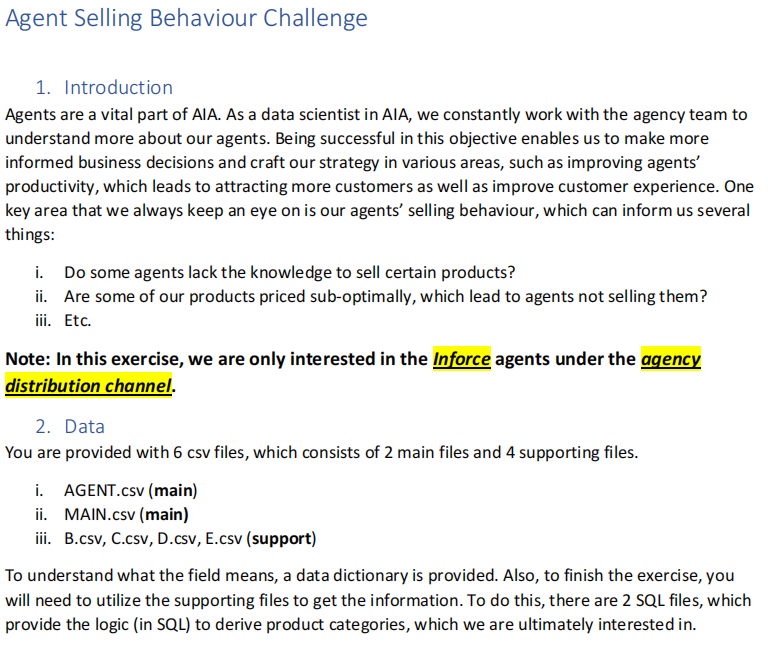 Agent Selling Behaviour Challenge
1. Introduction
Agents are a vital part of AIA. As a data scientist in AIA, we constantly work with the agency team to
understand more about our agents. Being successful in this objective enables us to make more
informed business decisions and craft our strategy in various areas, such as improving agents’
productivity, which leads to attracting more customers as well as improve customer experience. One
key area that we always keep an eye on is our agents’ selling behaviour, which can inform us several
things:
i. Do some agents lack the knowledge to sell certain products?
ii. Are some of our products priced sub-optimally, which lead to agents not selling them?
iii. Etc.
Note: In this exercise, we are only interested in the Inforce agents under the agency
distribution channel.
2. Data
You are provided with 6 csv files, which consists of 2 main files and 4 supporting files.
i. AGENT.csv (main)
ii. MAIN.csv (main)
iii. B.csv, C.csv, D.csv, E.csv (support)
To understand what the field means, a data dictionary is provided. Also, to finish the exercise, you
will need to utilize the supporting files to get the information. To do this, there are 2 SQL files, which
provide the logic (in SQL) to derive product categories, which we are ultimately interested in.